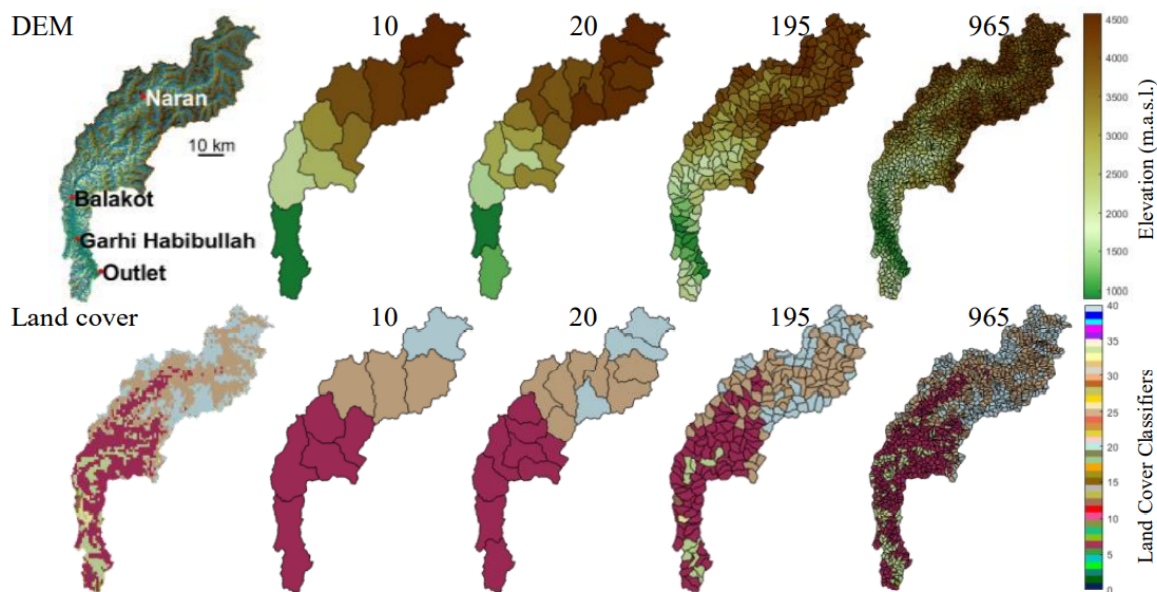 DEM
10
20
195
965
Naran
10 km
Balakot
Garhi Habibullah
Outlet
4500
4000
3500
3000
2500
2000
1500
1000
Elevation (m.a.s.l.)
Land cover
10
20
195
965
40
35
30
25
20
15
10
5
0
Land Cover Classifiers